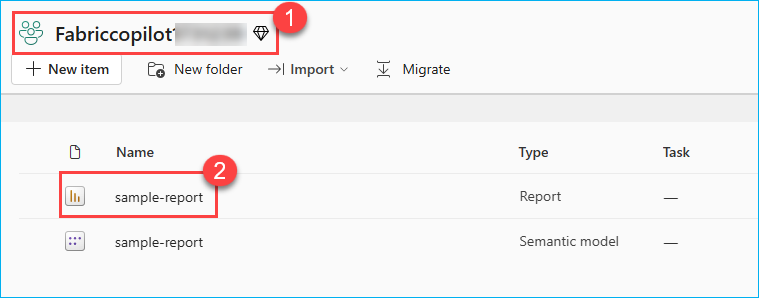 1
Fabriccopilot
New item New folder Import Migrate
Name Type Task
2
sample-report Report —
sample-report Semantic model —